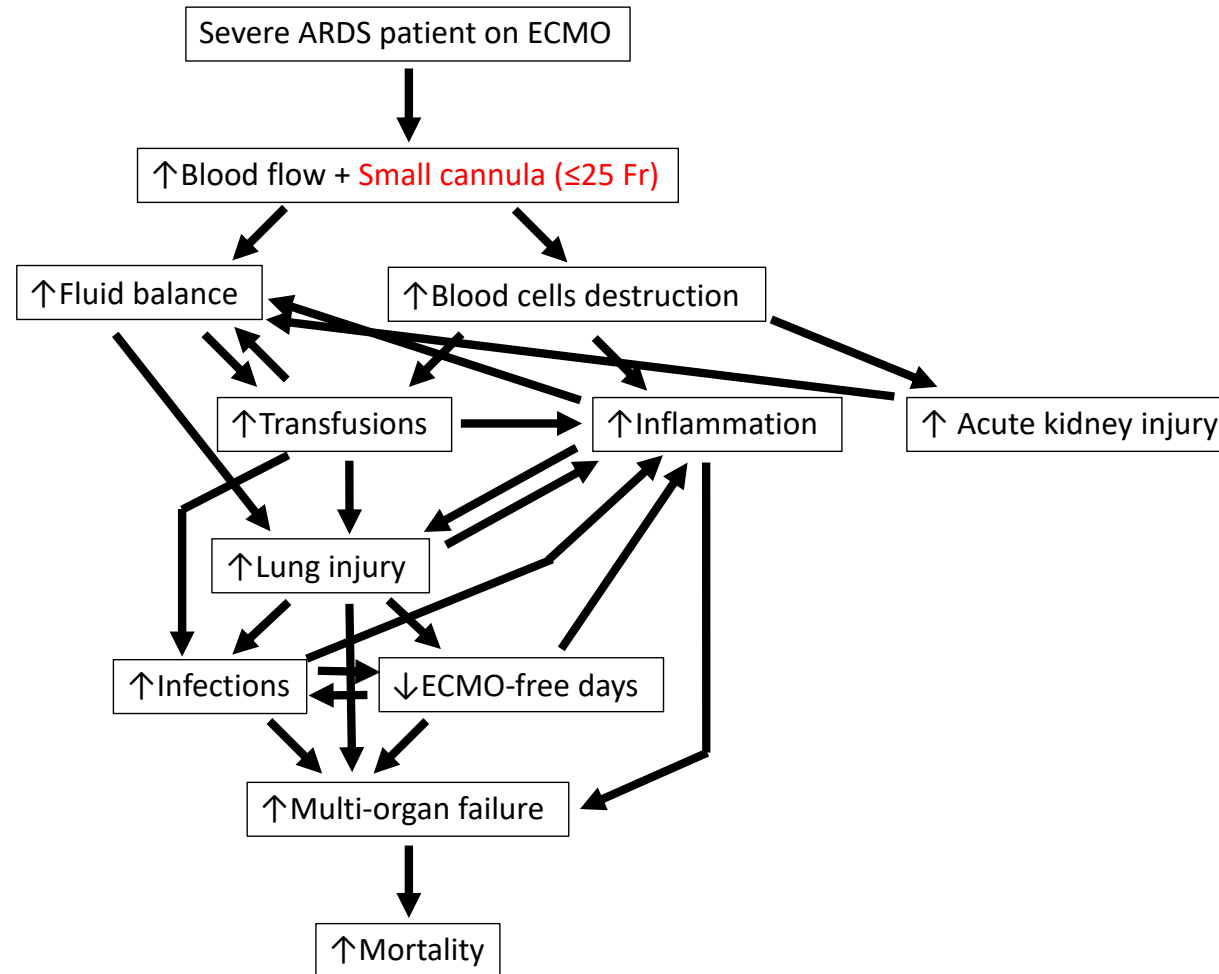 Severe ARDS patient on ECMO
↑Blood flow + Small cannula (≤25 Fr)
↑Fluid balance
↑Blood cells destruction
↑Transfusions
↑Inflammation
↑ Acute kidney injury
↑Lung injury
↑Infections
↓ECMO-free days
↑Multi-organ failure
↑Mortality